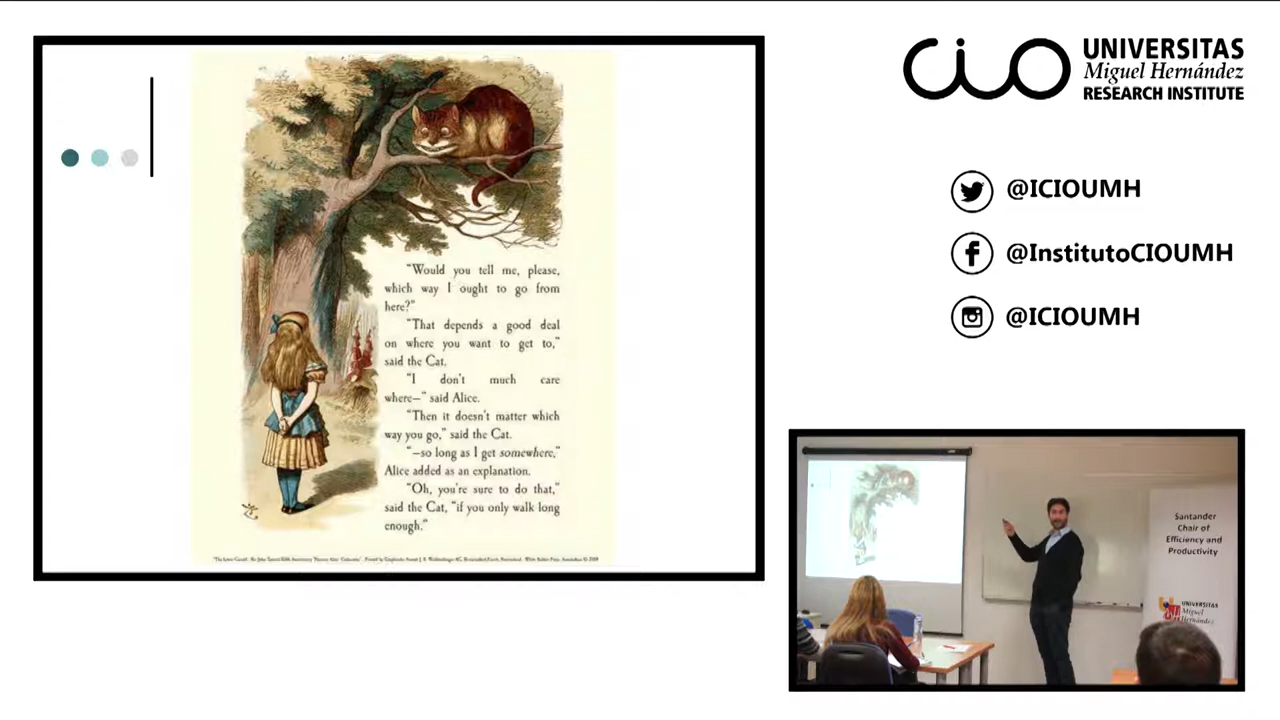 “Would you tell me, please,
which way I ought to go from
here?”
“That depends a good deal
on where you want to get to,”
said the Cat.
“I don't much care
where—” said Alice.
“Then it doesn't matter which
way you go,” said the Cat.
“—so long as I get somewhere,”
Alice added as an explanation.
“Oh, you're sure to do that,”
said the Cat, “if you only walk long
enough.”
cio
UNIVERSITAS
Miguel Hernández
RESEARCH INSTITUTE
@ICIOUMH
@InstitutoCIOUMH
@ICIOUMH
Santander
Chair of
Efficiency and
Productivity
UNIVERSITAS
Miguel
Hernández